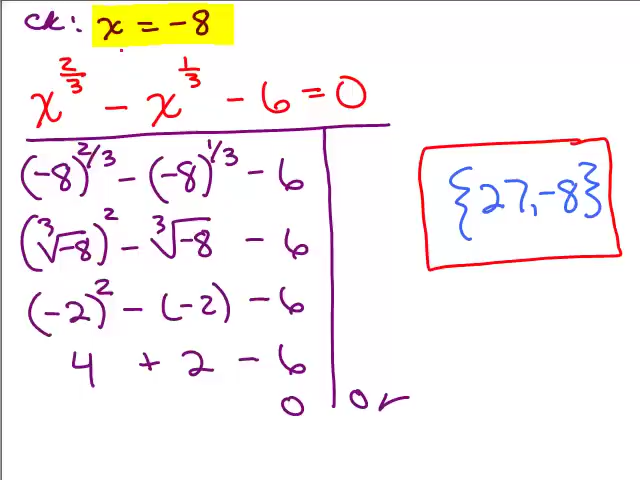 ck: x = -8
x^{2/3} - x^{1/3} - 6 = 0
(-8)^{2/3} - (-8)^{1/3} - 6
(∛-8)² - ∛-8 - 6
(-2)² - (-2) - 6
4 + 2 - 6
0 | 0 ✓
{27, -8}